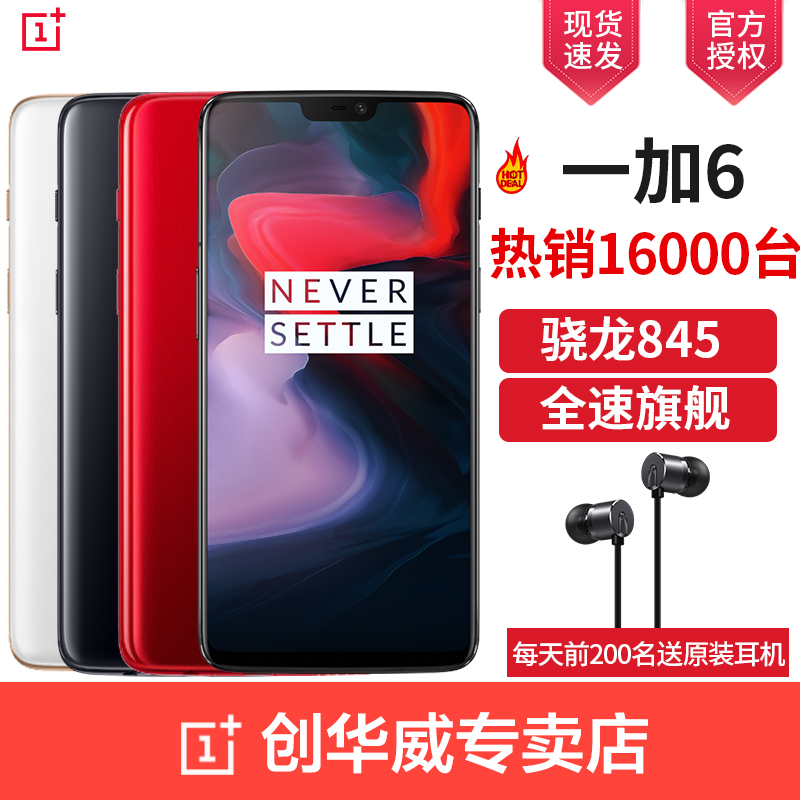 1+
现货
速发
官方
授权
HOT
DEAL
一加6
热销16000台
NEVER
SETTLE
骁龙845
全速旗舰
每天前200名送原装耳机
1+ 创华威专卖店